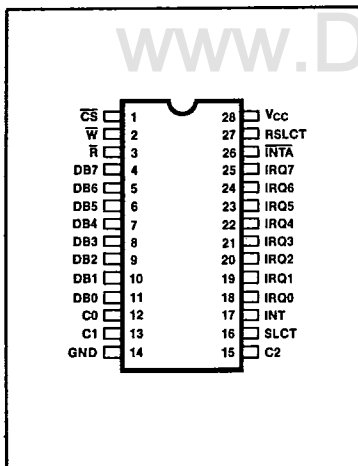 www.D
C̅S̅ 1 28 VCC
W̅ 2 27 RSLCT
R̅ 3 26 I̅N̅T̅A̅
DB7 4 25 IRQ7
DB6 5 24 IRQ6
DB5 6 23 IRQ5
DB4 7 22 IRQ4
DB3 8 21 IRQ3
DB2 9 20 IRQ2
DB1 10 19 IRQ1
DB0 11 18 IRQ0
C0 12 17 INT
C1 13 16 SLCT
GND 14 15 C2